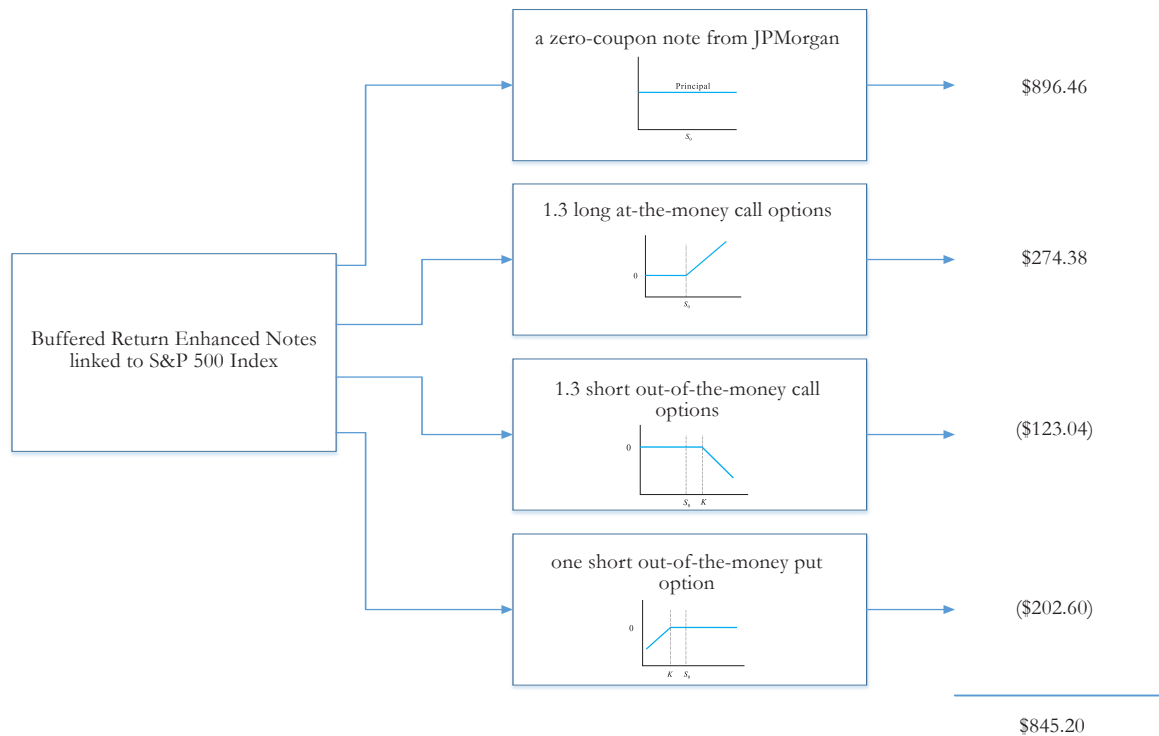 a zero-coupon note from JPMorgan
Principal
S₀
$896.46
1.3 long at-the-money call options
0
S₀
$274.38
Buffered Return Enhanced Notes
linked to S&P 500 Index
1.3 short out-of-the-money call
options
0
S₀ K
($123.04)
one short out-of-the-money put
option
0
K S₀
($202.60)
$845.20